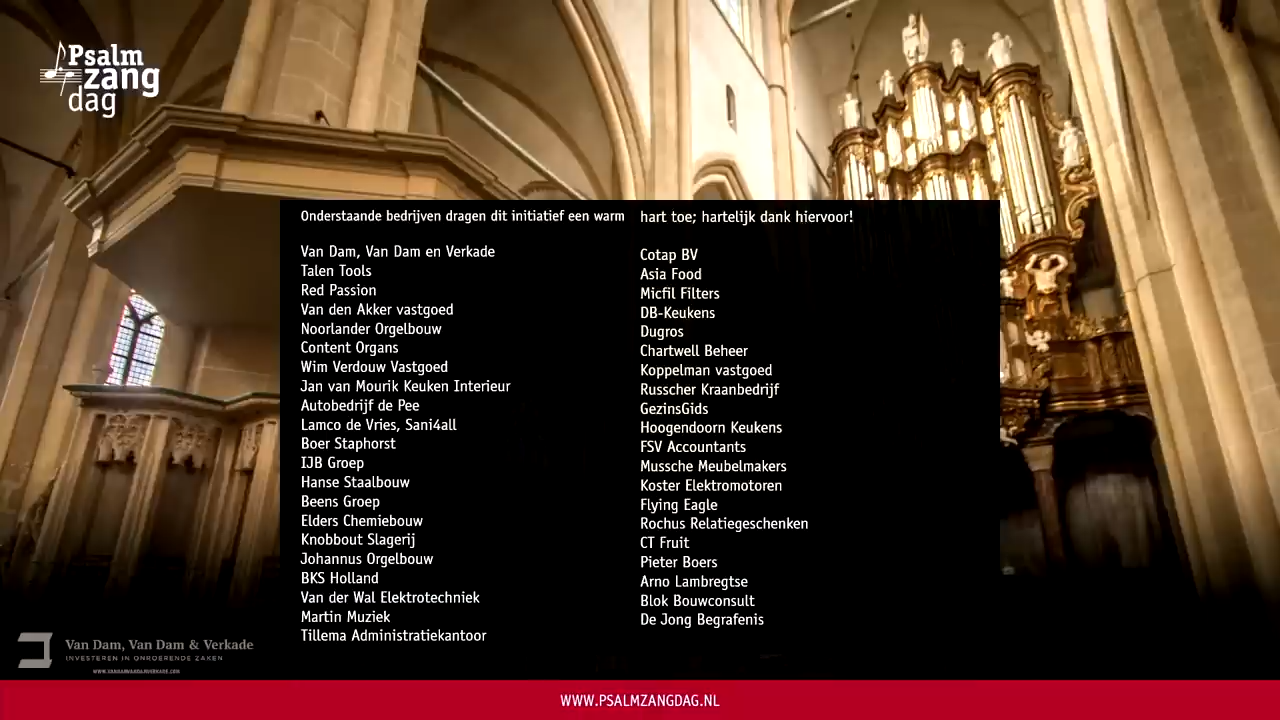 Psalm
zang
dag
Onderstaande bedrijven dragen dit initiatief een warm hart toe; hartelijk dank hiervoor!
Van Dam, Van Dam en Verkade
Talen Tools
Red Passion
Van den Akker vastgoed
Noorlander Orgelbouw
Content Organs
Wim Verdouw Vastgoed
Jan van Mourik Keuken Interieur
Autobedrijf de Pee
Lamco de Vries, Sani4all
Boer Staphorst
IJB Groep
Hanse Staalbouw
Beens Groep
Elders Chemiebouw
Knobbout Slagerij
Johannus Orgelbouw
BKS Holland
Van der Wal Elektrotechniek
Martin Muziek
Tillema Administratiekantoor
Cotap BV
Asia Food
Micfil Filters
DB-Keukens
Dugros
Chartwell Beheer
Koppelman vastgoed
Russcher Kraanbedrijf
GezinsGids
Hoogendoorn Keukens
FSV Accountants
Mussche Meubelmakers
Koster Elektromotoren
Flying Eagle
Rochus Relatiegeschenken
CT Fruit
Pieter Boers
Arno Lambregtse
Blok Bouwconsult
De Jong Begrafenis
Van Dam, Van Dam & Verkade
INVESTEREN IN ONROERENDE ZAKEN
WWW.VANDAMVANDAMVERKADE.COM
WWW.PSALMZANGDAG.NL